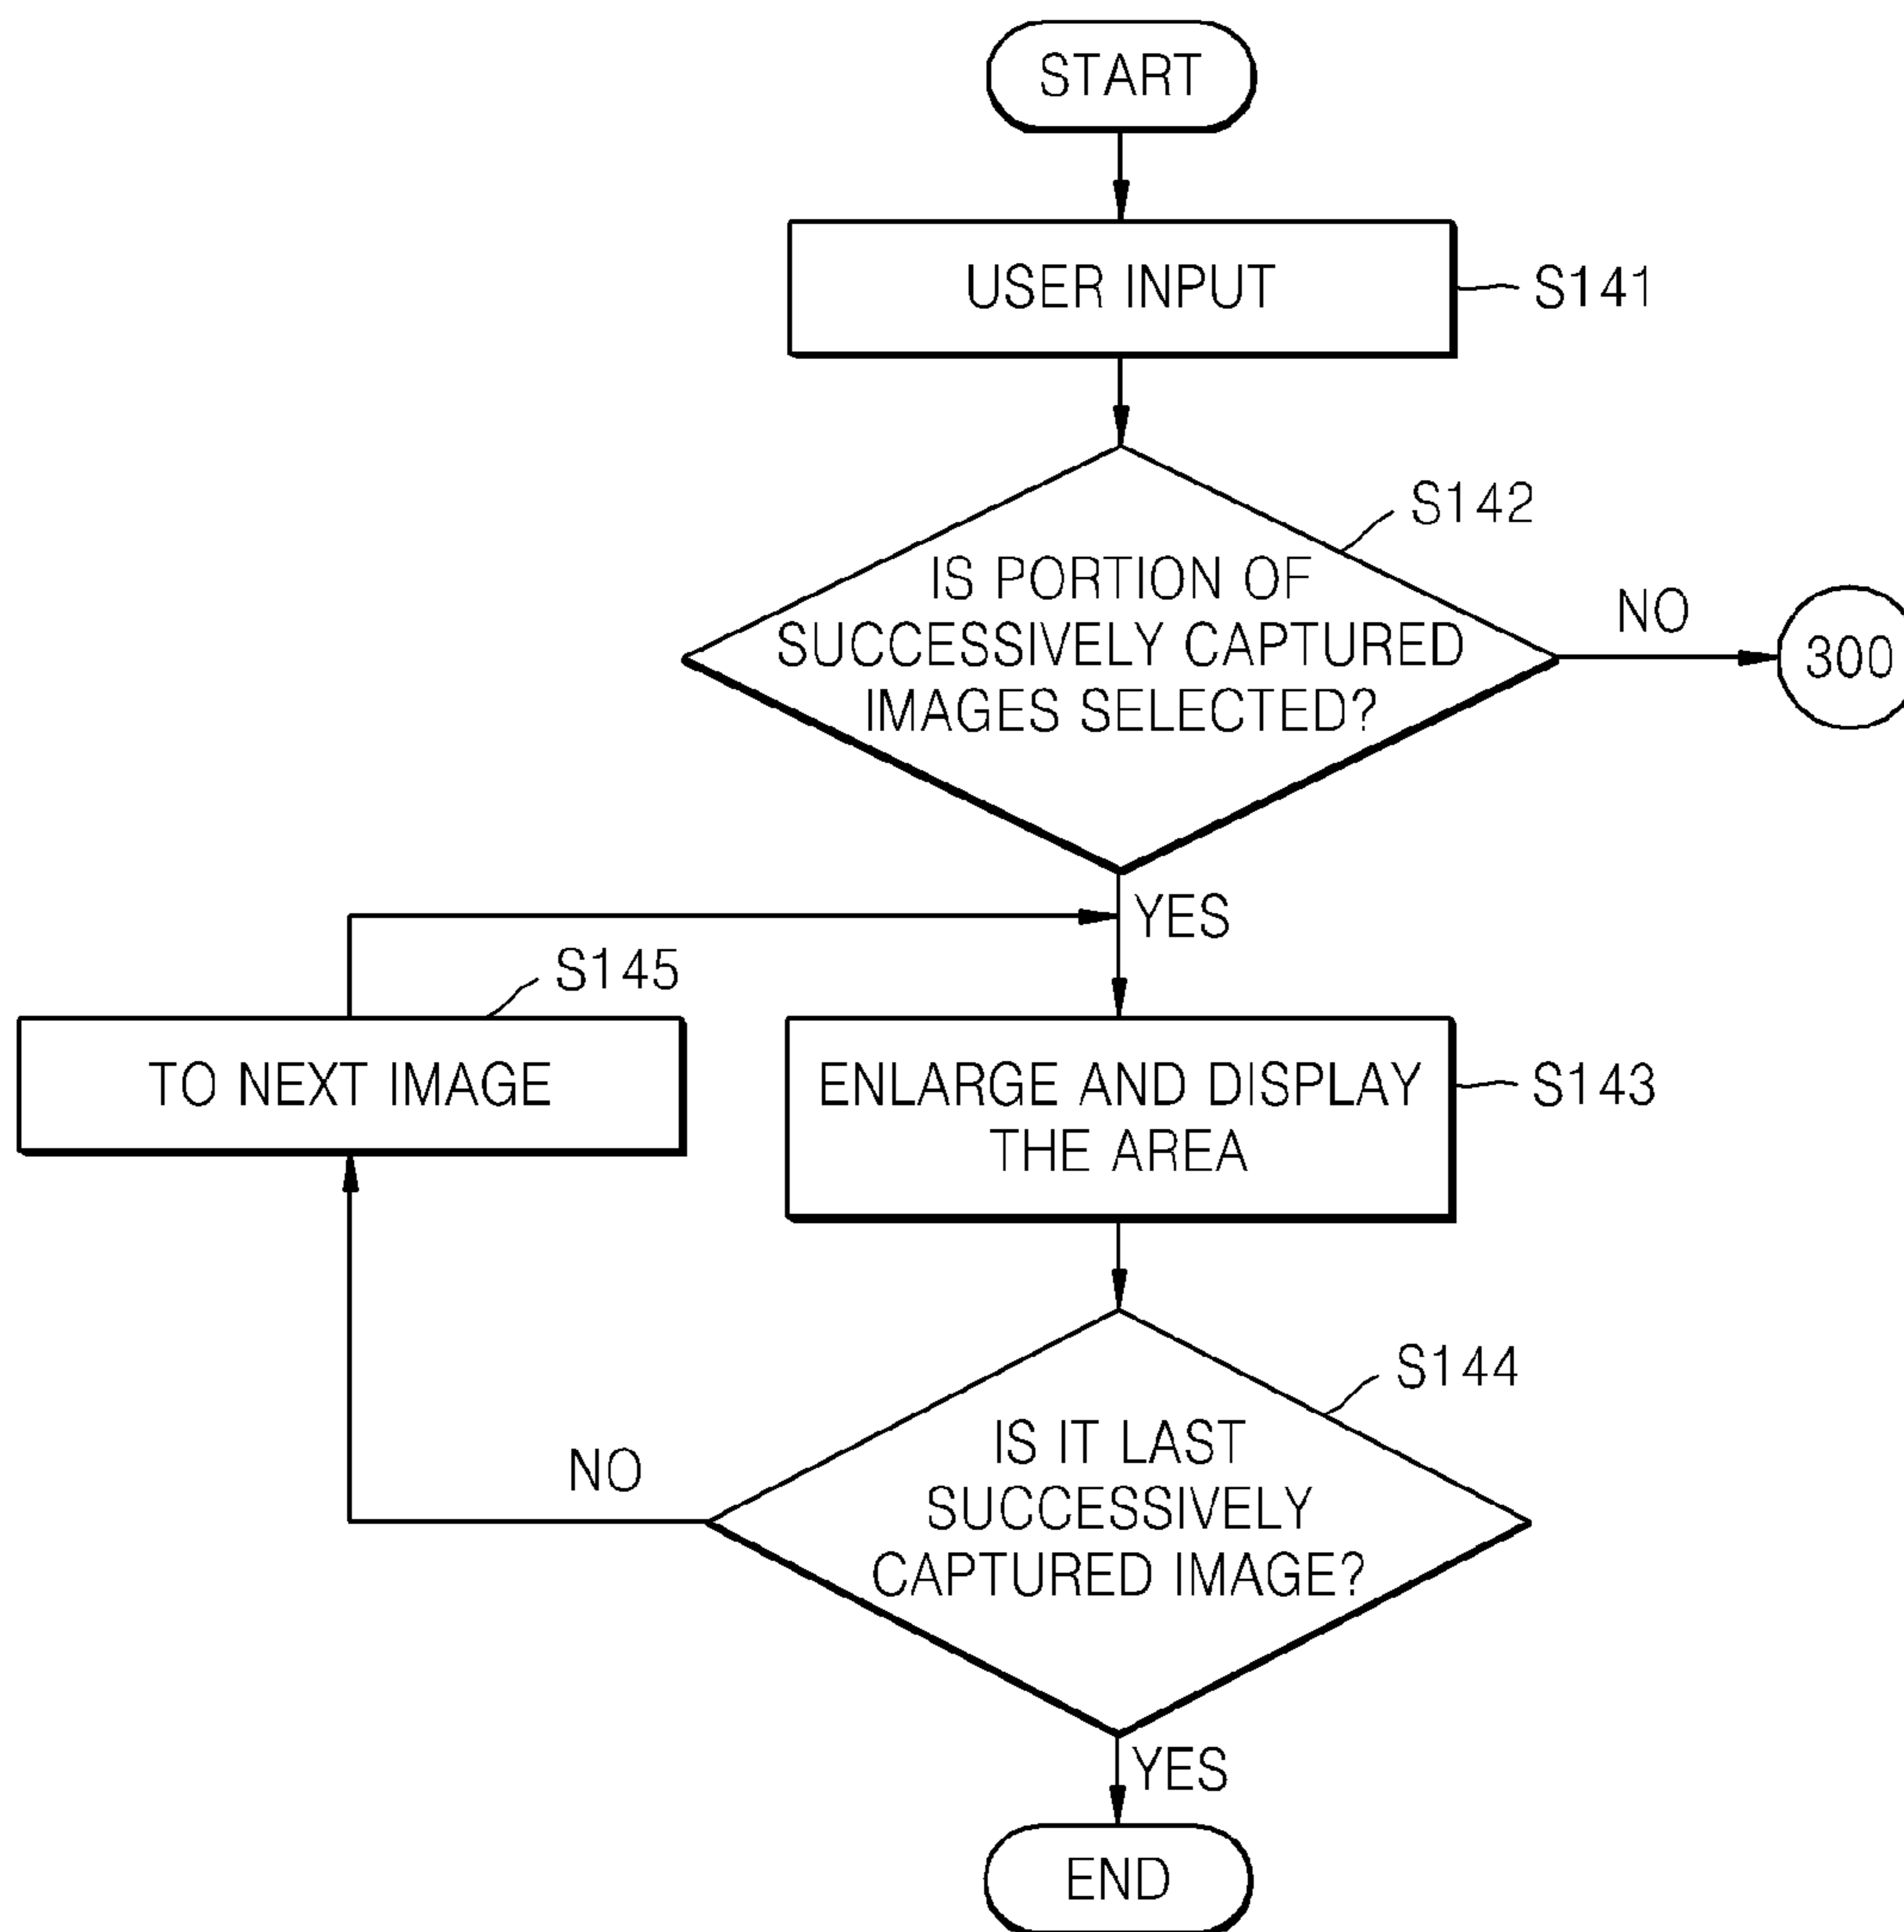 START
USER INPUT
S141
S142
IS PORTION OF
SUCCESSIVELY CAPTURED
IMAGES SELECTED?
NO
300
YES
S145
TO NEXT IMAGE
ENLARGE AND DISPLAY
THE AREA
S143
S144
IS IT LAST
SUCCESSIVELY
CAPTURED IMAGE?
NO
YES
END